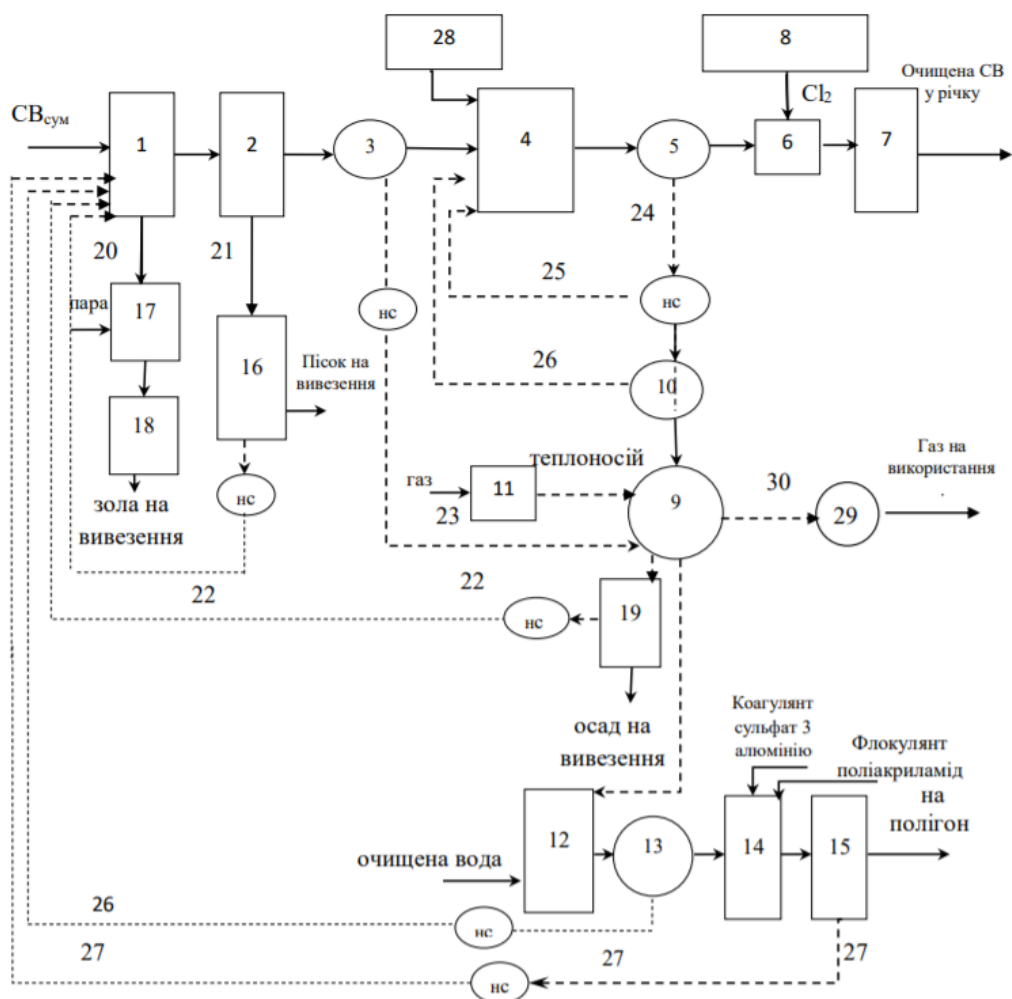 28
8
Очищена СВ
у річку
СВсум
Cl₂
1
2
3
4
5
6
7
20
21
24
25
пара
17
нс
нс
16
Пісок на
вивезення
26
10
18
Газ на
використання
.
теплоносій
газ
11
30
нс
23
9
29
зола на
вивезення
22
22
нс
19
осад на
вивезення
Коагулянт
сульфат 3
алюмінію
Флокулянт
поліакриламід
на
полігон
12
13
14
15
очищена вода
26
нс
27
27
27
нс